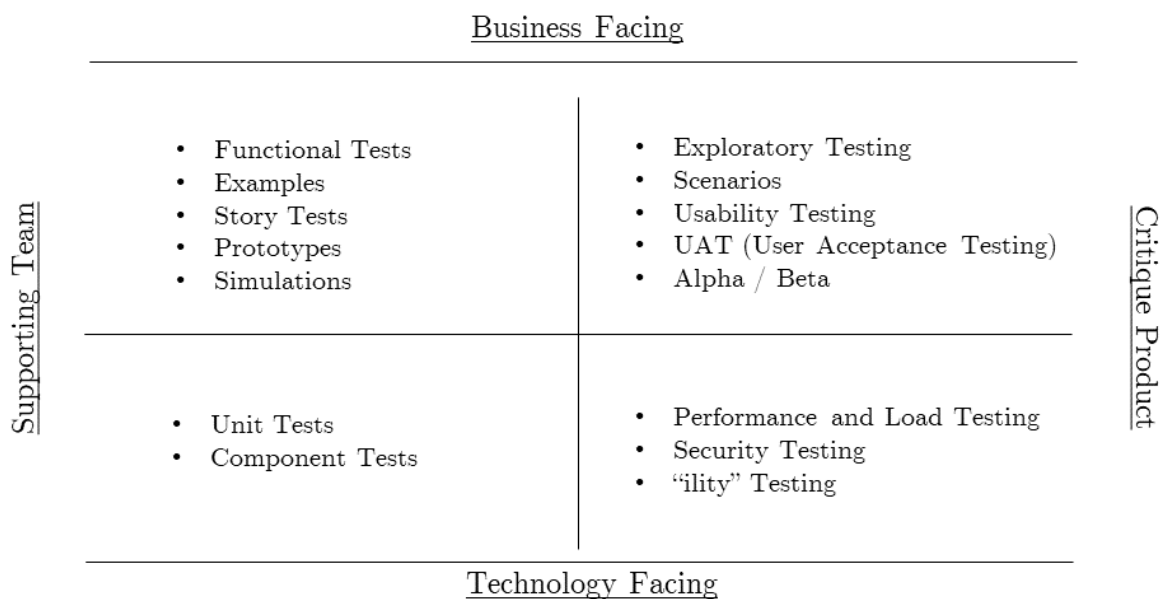 Business Facing
Supporting Team
• Functional Tests
• Examples
• Story Tests
• Prototypes
• Simulations
• Exploratory Testing
• Scenarios
• Usability Testing
• UAT (User Acceptance Testing)
• Alpha / Beta
Critique Product
• Unit Tests
• Component Tests
• Performance and Load Testing
• Security Testing
• “ility” Testing
Technology Facing